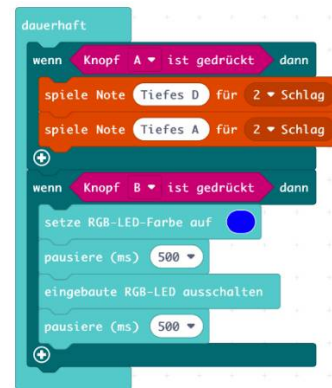 dauerhaft
wenn Knopf A ist gedrückt dann
spiele Note Tiefes D für 2 Schlag
spiele Note Tiefes A für 2 Schlag
wenn Knopf B ist gedrückt dann
setze RGB-LED-Farbe auf
pausiere (ms) 500
eingebaute RGB-LED ausschalten
pausiere (ms) 500